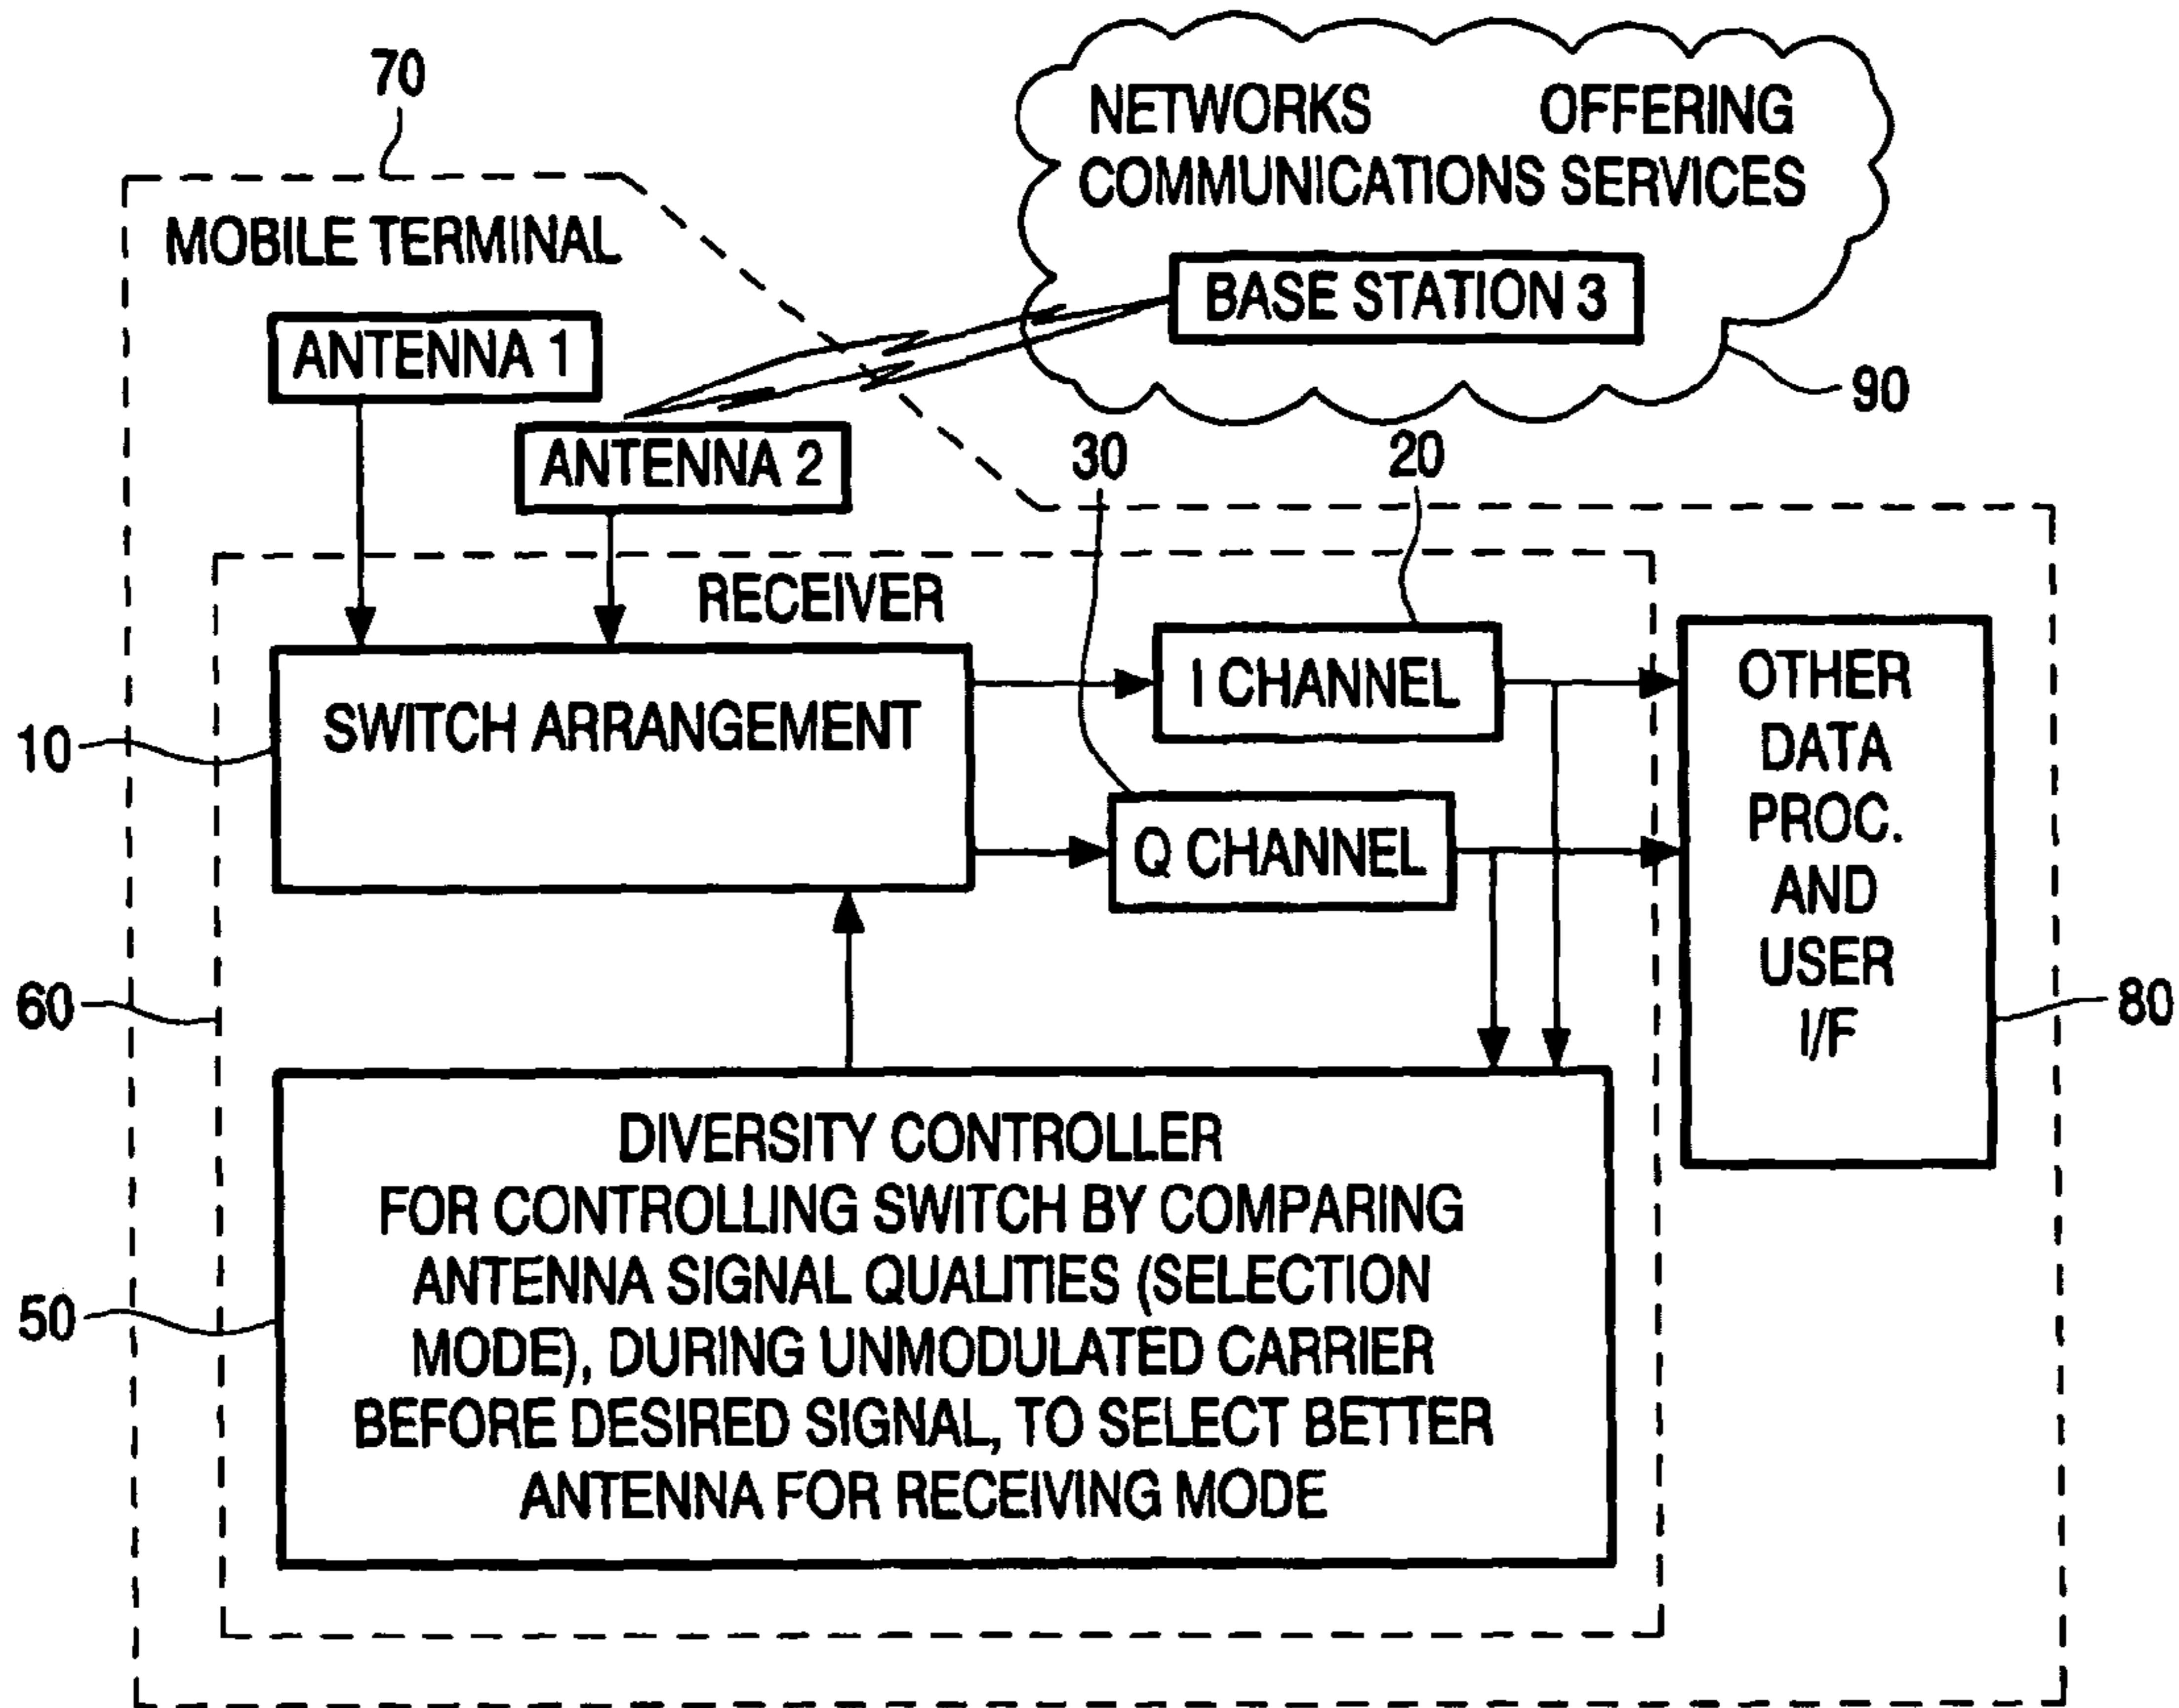 70
NETWORKS OFFERING
COMMUNICATIONS SERVICES
MOBILE TERMINAL
BASE STATION 3
ANTENNA 1
90
ANTENNA 2
30
20
RECEIVER
I CHANNEL
SWITCH ARRANGEMENT
10
Q CHANNEL
OTHER
DATA
PROC.
AND
USER
I/F
60
80
DIVERSITY CONTROLLER
FOR CONTROLLING SWITCH BY COMPARING
ANTENNA SIGNAL QUALITIES (SELECTION
MODE), DURING UNMODULATED CARRIER
BEFORE DESIRED SIGNAL, TO SELECT BETTER
ANTENNA FOR RECEIVING MODE
50